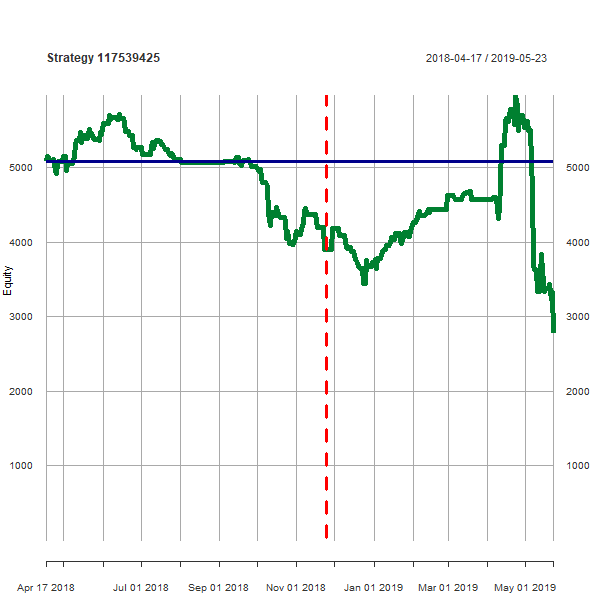 Strategy 117539425
2018-04-17 / 2019-05-23
Equity
5000
5000
4000
4000
3000
3000
2000
2000
1000
1000
Apr 17 2018
Jul 01 2018
Sep 01 2018
Nov 01 2018
Jan 01 2019
Mar 01 2019
May 01 2019